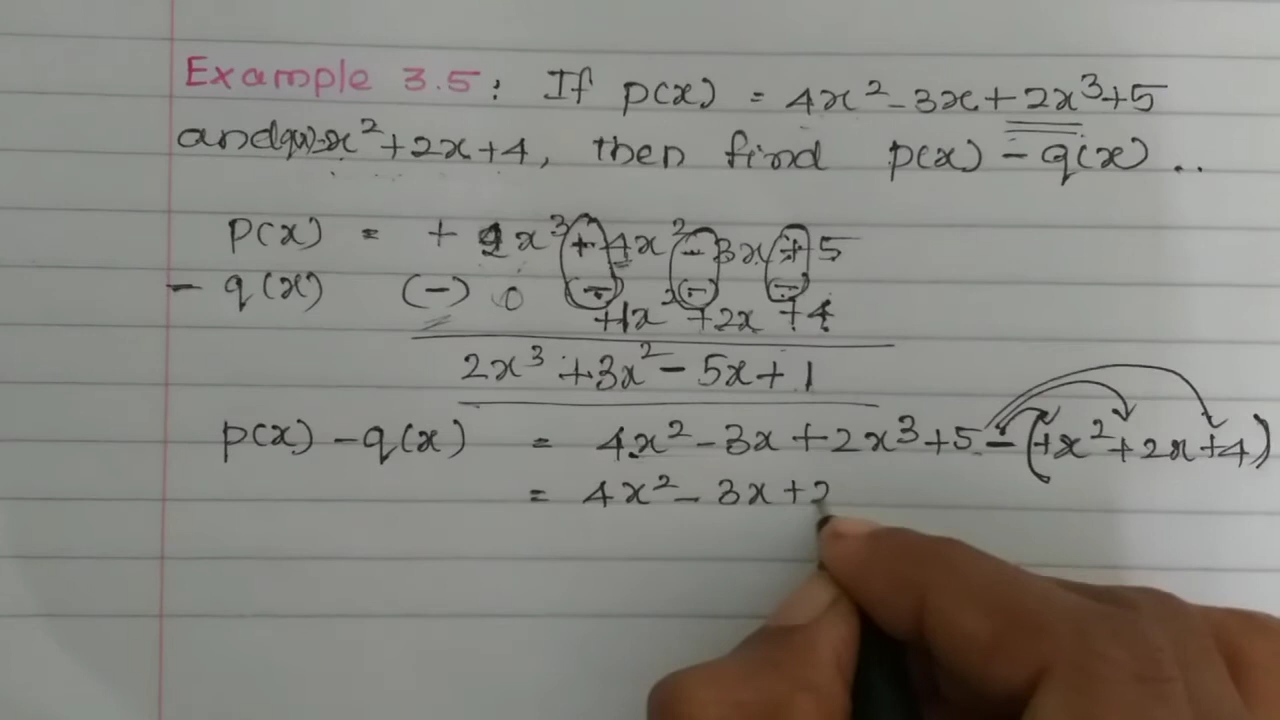 Example 3.5 : If p(x) = 4x² - 3x + 2x³ + 5
and q(x) = x² + 2x + 4, then find p(x) - q(x) ..
p(x) = + 2x³ + 4x² - 3x + 5
- q(x) (-) 0 (-) (-) (-)
+1x² +2x +4
2x³ + 3x² - 5x + 1
p(x) - q(x) = 4x² - 3x + 2x³ + 5 - (+x² + 2x + 4)
= 4x² - 3x + 2